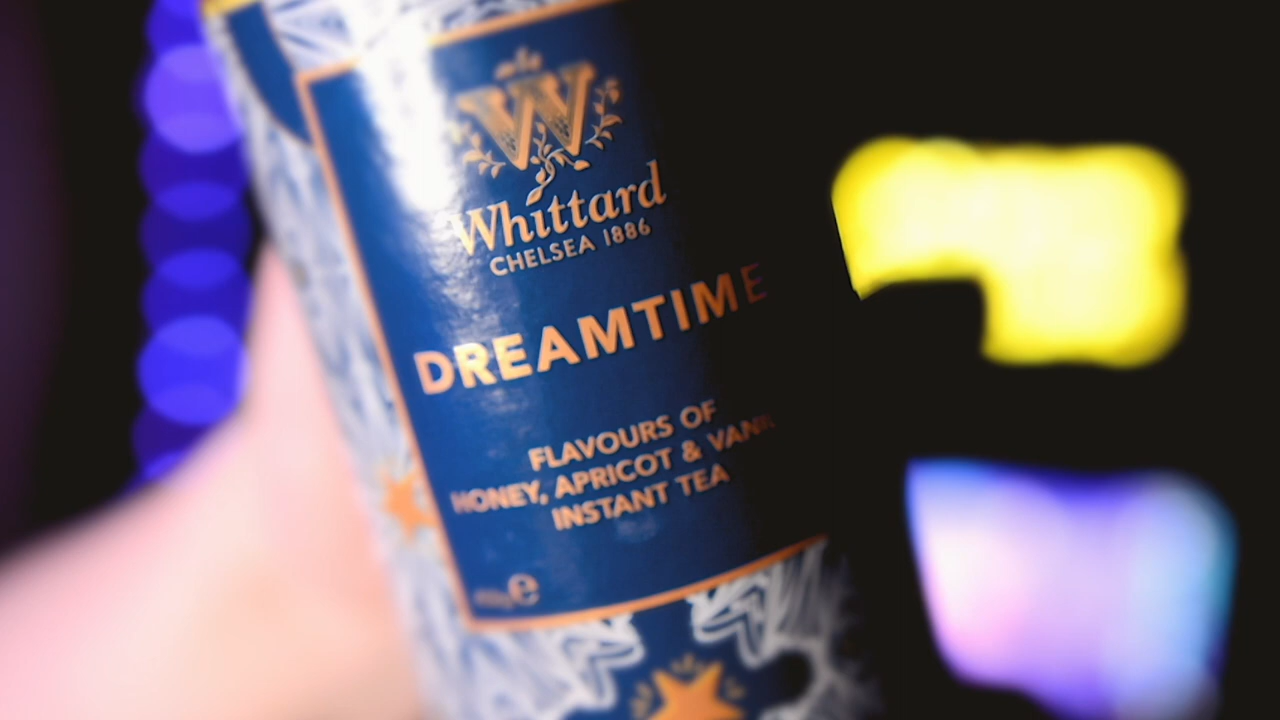 W
Whittard
CHELSEA 1886
DREAMTIME
FLAVOURS OF
HONEY, APRICOT &
INSTANT TEA
e